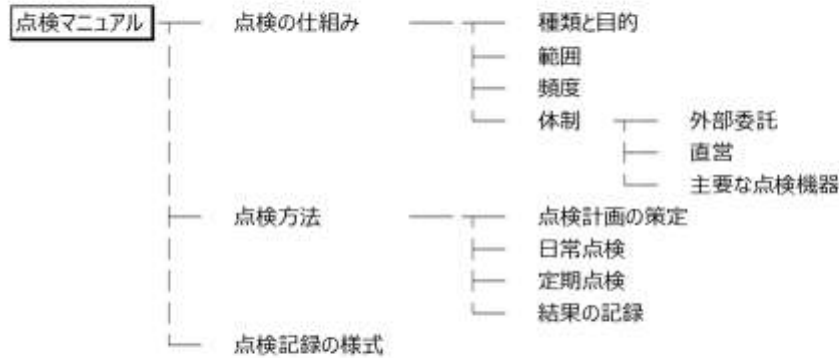 点検マニュアル 点検の仕組み 種類と目的
範囲
頻度
体制 外部委託
直営
主要な点検機器
点検方法 点検計画の策定
日常点検
定期点検
結果の記録
点検記録の様式